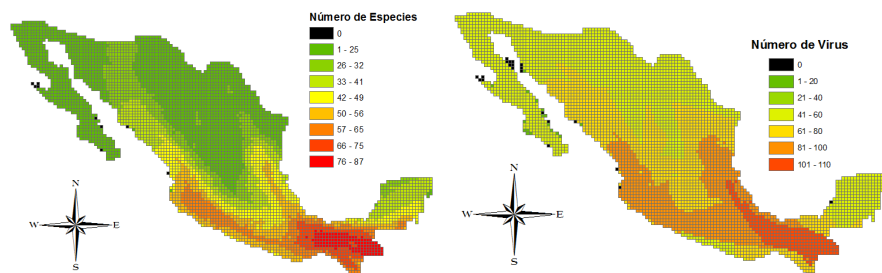 Número de Especies
0
1 - 25
26 - 32
33 - 41
42 - 49
50 - 56
57 - 65
66 - 75
76 - 87
N
W E
S
Número de Virus
0
1 - 20
21 - 40
41 - 60
61 - 80
81 - 100
101 - 110
N
W E
S